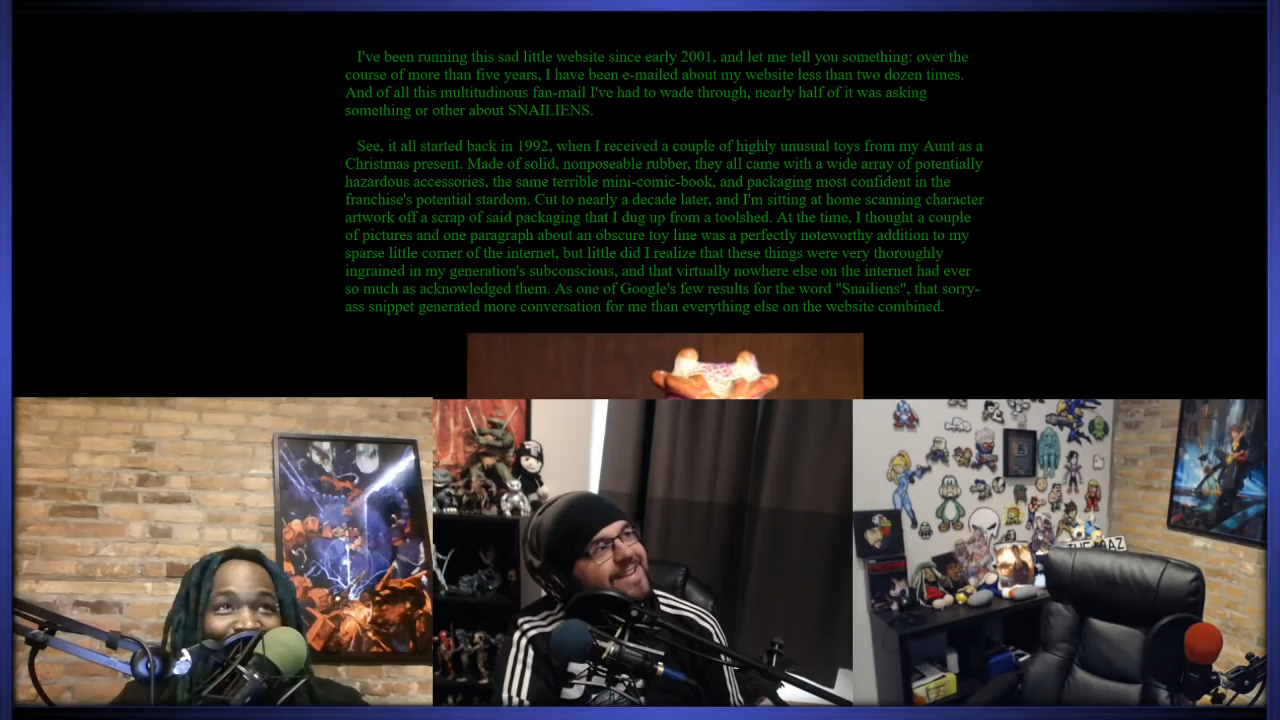 I've been running this sad little website since early 2001, and let me tell you something: over the
course of more than five years, I have been e-mailed about my website less than two dozen times.
And of all this multitudinous fan-mail I've had to wade through, nearly half of it was asking
something or other about SNAILIENS.
See, it all started back in 1992, when I received a couple of highly unusual toys from my Aunt as a
Christmas present. Made of solid, nonposeable rubber, they all came with a wide array of potentially
hazardous accessories, the same terrible mini-comic-book, and packaging most confident in the
franchise's potential stardom. Cut to nearly a decade later, and I'm sitting at home scanning character
artwork off a scrap of said packaging that I dug up from a toolshed. At the time, I thought a couple
of pictures and one paragraph about an obscure toy line was a perfectly noteworthy addition to my
sparse little corner of the internet, but little did I realize that these things were very thoroughly
ingrained in my generation's subconscious, and that virtually nowhere else on the internet had ever
so much as acknowledged them. As one of Google's few results for the word "Snailiens", that sorry-
ass snippet generated more conversation for me than everything else on the website combined.